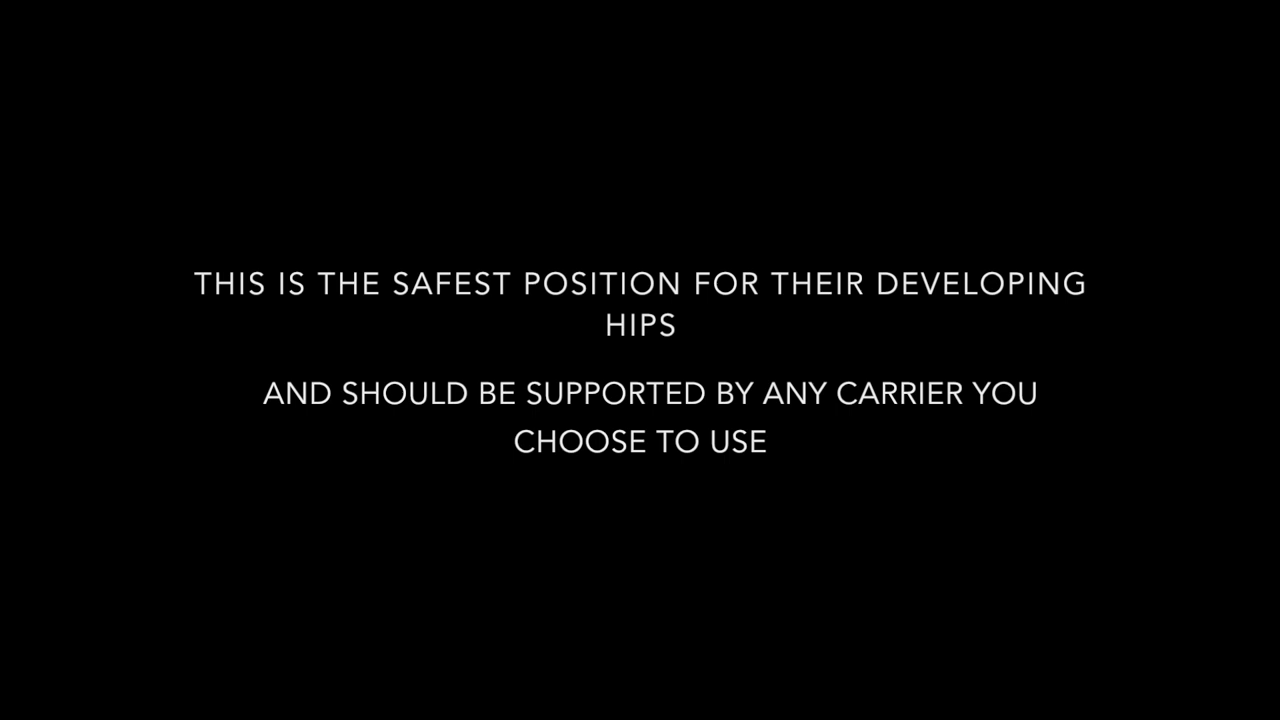 THIS IS THE SAFEST POSITION FOR THEIR DEVELOPING
HIPS
AND SHOULD BE SUPPORTED BY ANY CARRIER YOU
CHOOSE TO USE